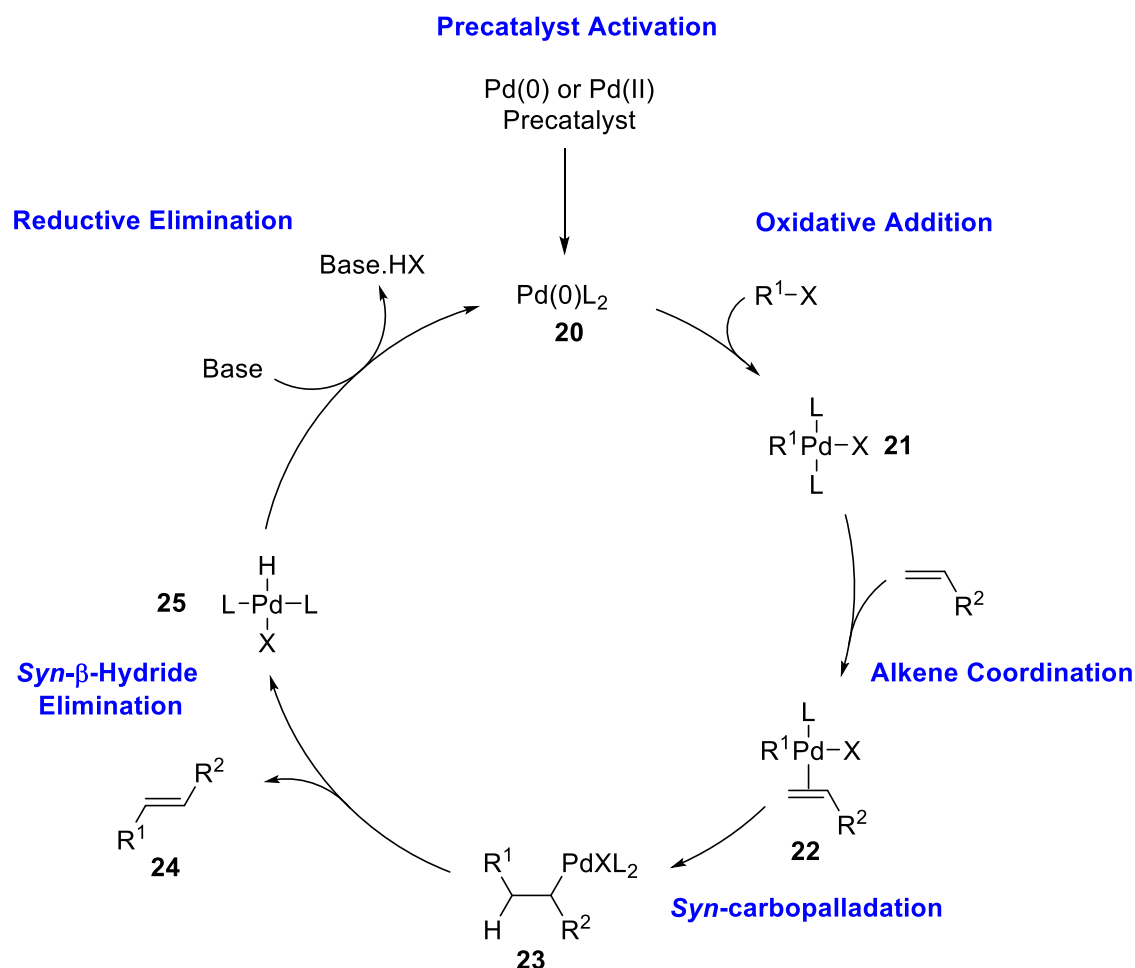 Precatalyst Activation
Pd(0) or Pd(II)
Precatalyst
Reductive Elimination
Oxidative Addition
Base.HX
Pd(0)L2
R1–X
20
Base
L
R1Pd–X 21
L
H
25 L–Pd–L
X
R2
Syn-β-Hydride
Elimination
Alkene Coordination
L
R1Pd–X
R2
22
R2
R1
24
R1 PdXL2
H R2
23
Syn-carbopalladation